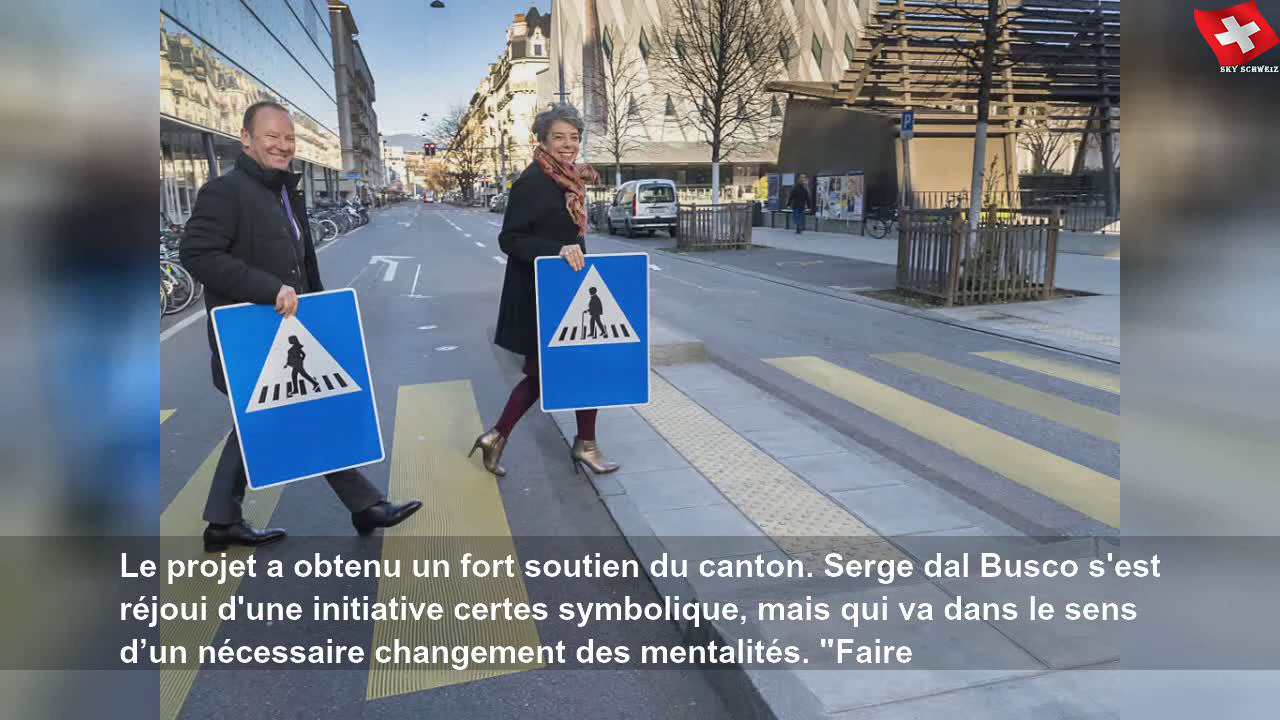 SKY SCHWEIZ
P
Le projet a obtenu un fort soutien du canton. Serge dal Busco s'est
réjoui d'une initiative certes symbolique, mais qui va dans le sens
d’un nécessaire changement des mentalités. "Faire